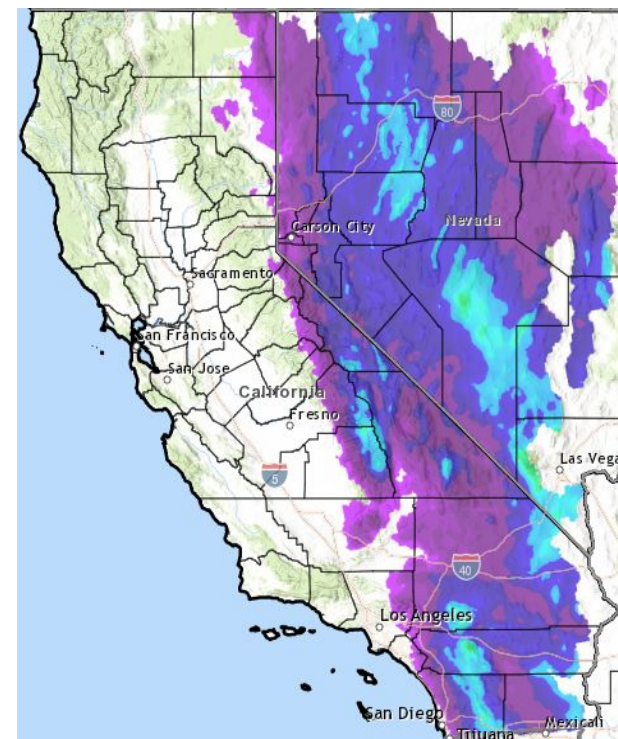 80
Nevada
Carson City
Sacramento
San Francisco
San Jose
California
Fresno
5
Las Vega
40
Los Angeles
San Diego
Mexicali
Tijuana